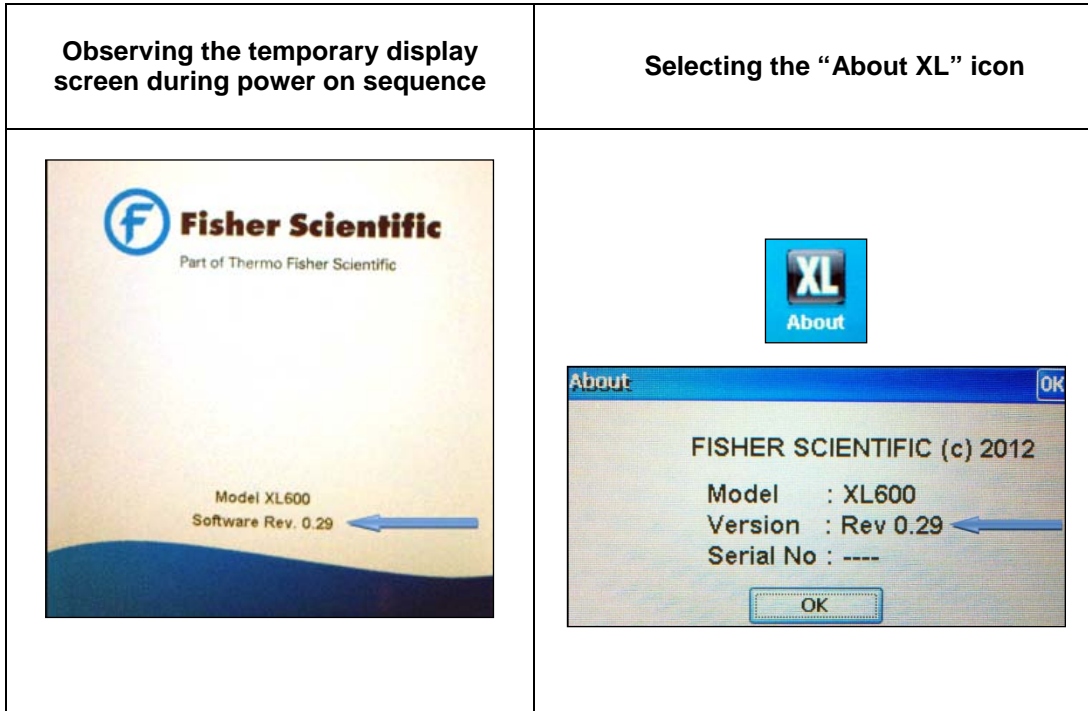 Observing the temporary display
screen during power on sequence
Selecting the “About XL” icon
F Fisher Scientific
Part of Thermo Fisher Scientific
Model XL600
Software Rev. 0.29
XL
About
About
OK
FISHER SCIENTIFIC (c) 2012
Model : XL600
Version : Rev 0.29
Serial No : ----
OK